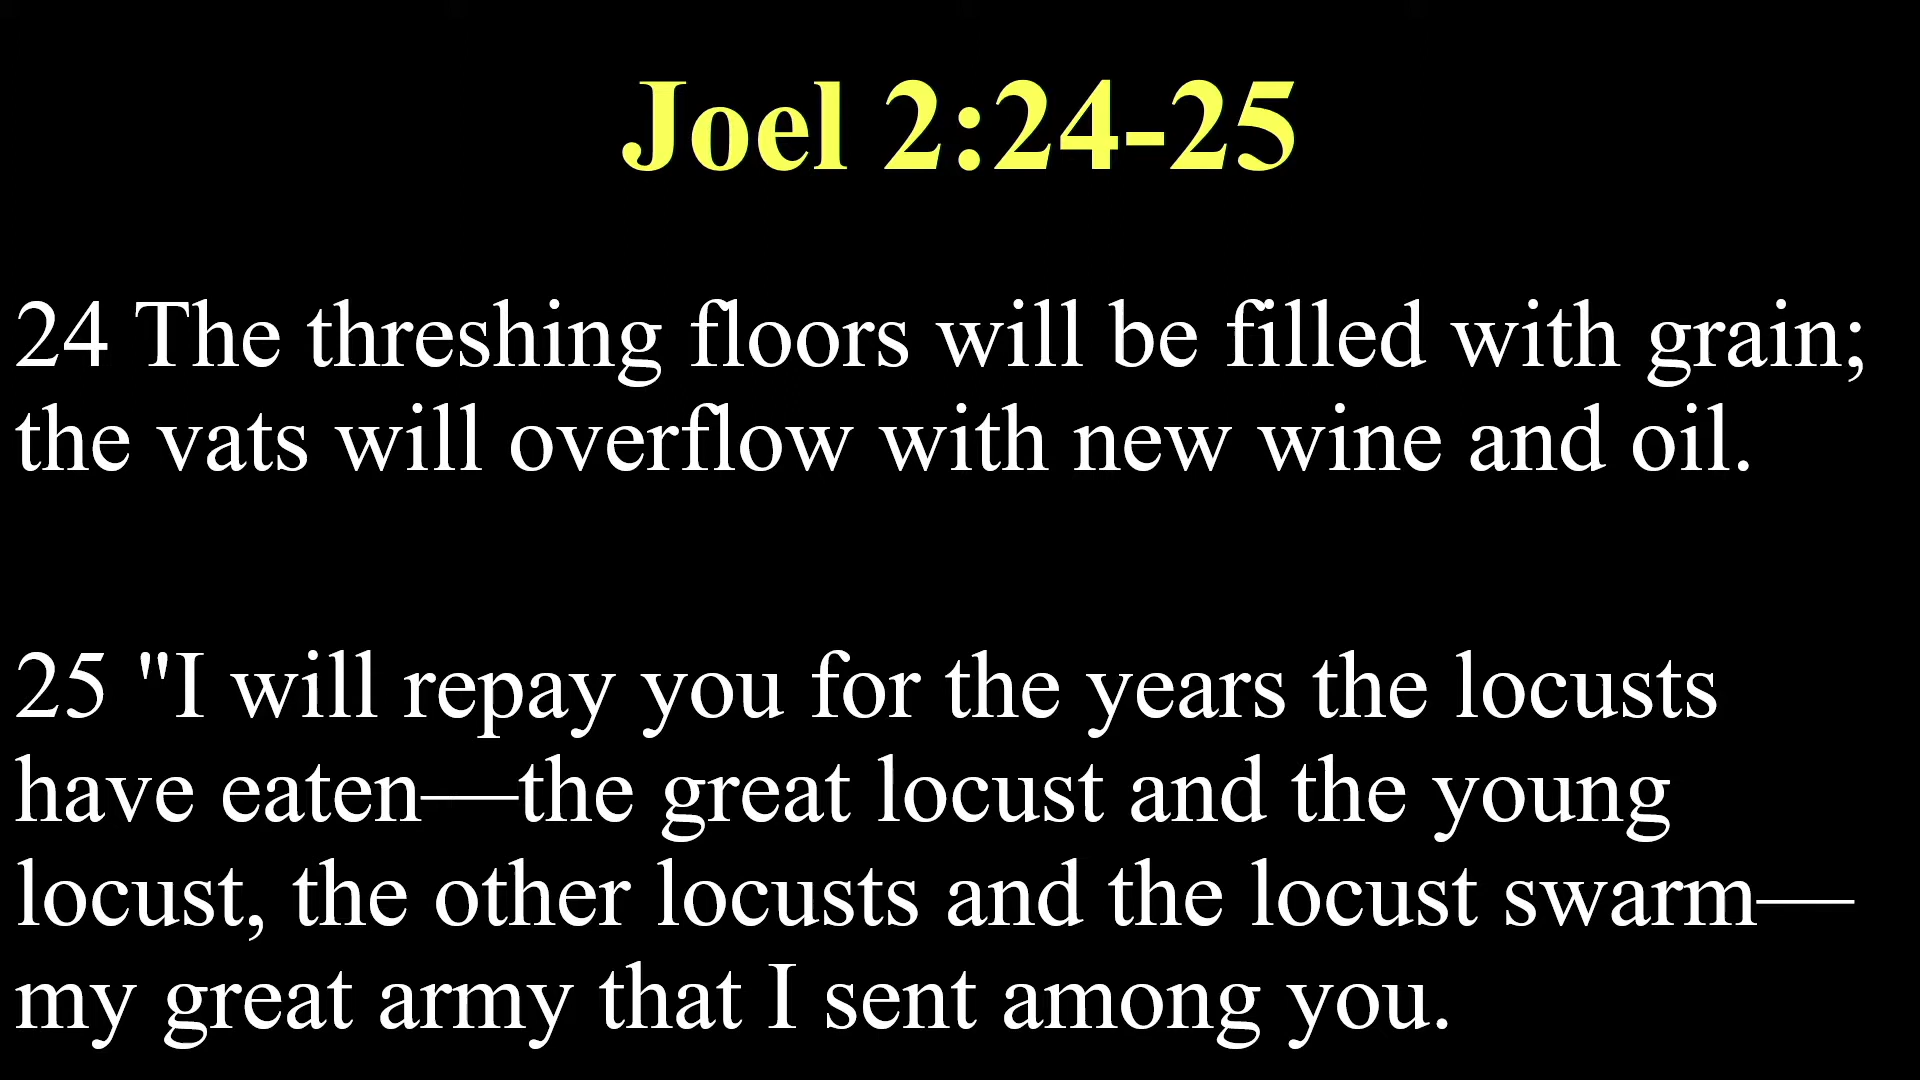 Joel 2:24-25
24 The threshing floors will be filled with grain;
the vats will overflow with new wine and oil.
25 "I will repay you for the years the locusts
have eaten—the great locust and the young
locust, the other locusts and the locust swarm—
my great army that I sent among you.